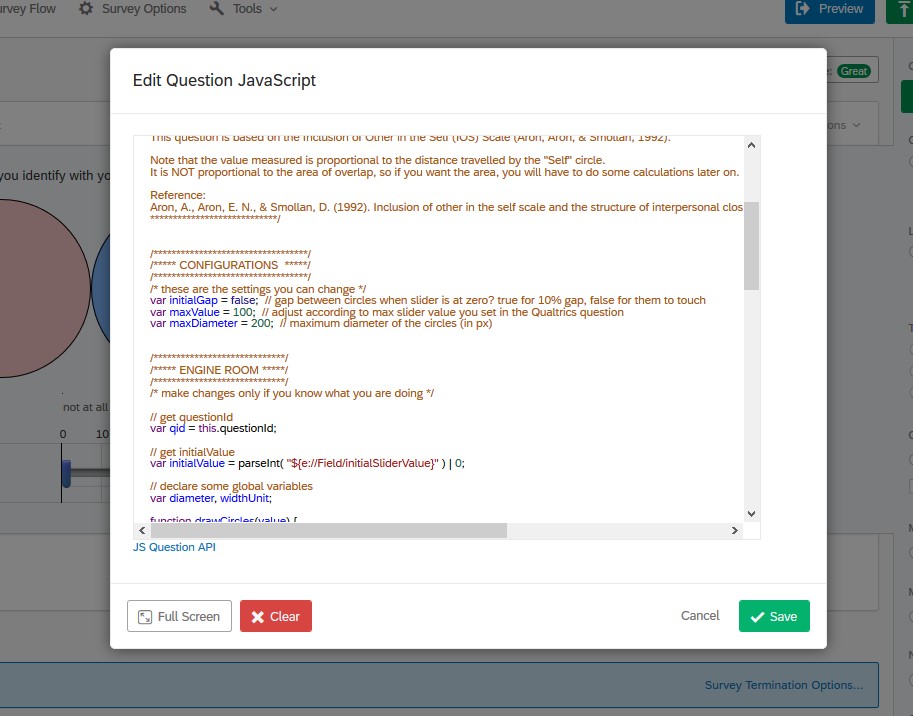 urvey Flow
Survey Options
Tools
Preview
Great
Edit Question JavaScript
ons
you identify with yo
This question is based on the Inclusion of Other in the Self (IOS) Scale (Aron, Aron, & Smollan, 1992).
Note that the value measured is proportional to the distance travelled by the "Self" circle.
It is NOT proportional to the area of overlap, so if you want the area, you will have to do some calculations later on.
Reference:
Aron, A., Aron, E. N., & Smollan, D. (1992). Inclusion of other in the self scale and the structure of interpersonal clos
****************************/
/**********************************/
/***** CONFIGURATIONS  *****/
/**********************************/
/* these are the settings you can change */
var initialGap = false;  // gap between circles when slider is at zero? true for 10% gap, false for them to touch
var maxValue = 100;  // adjust according to max slider value you set in the Qualtrics question
var maxDiameter = 200;  // maximum diameter of the circles (in px)
/*****************************/
/***** ENGINE ROOM *****/
/*****************************/
/* make changes only if you know what you are doing */
// get questionId
var qid = this.questionId;
// get initialValue
var initialValue = parseInt( "${e://Field/initialSliderValue}" ) | 0;
// declare some global variables
var diameter, widthUnit;
function drawCircles(value) {
not at all
0 10
JS Question API
Full Screen
Clear
Cancel
Save
Survey Termination Options...